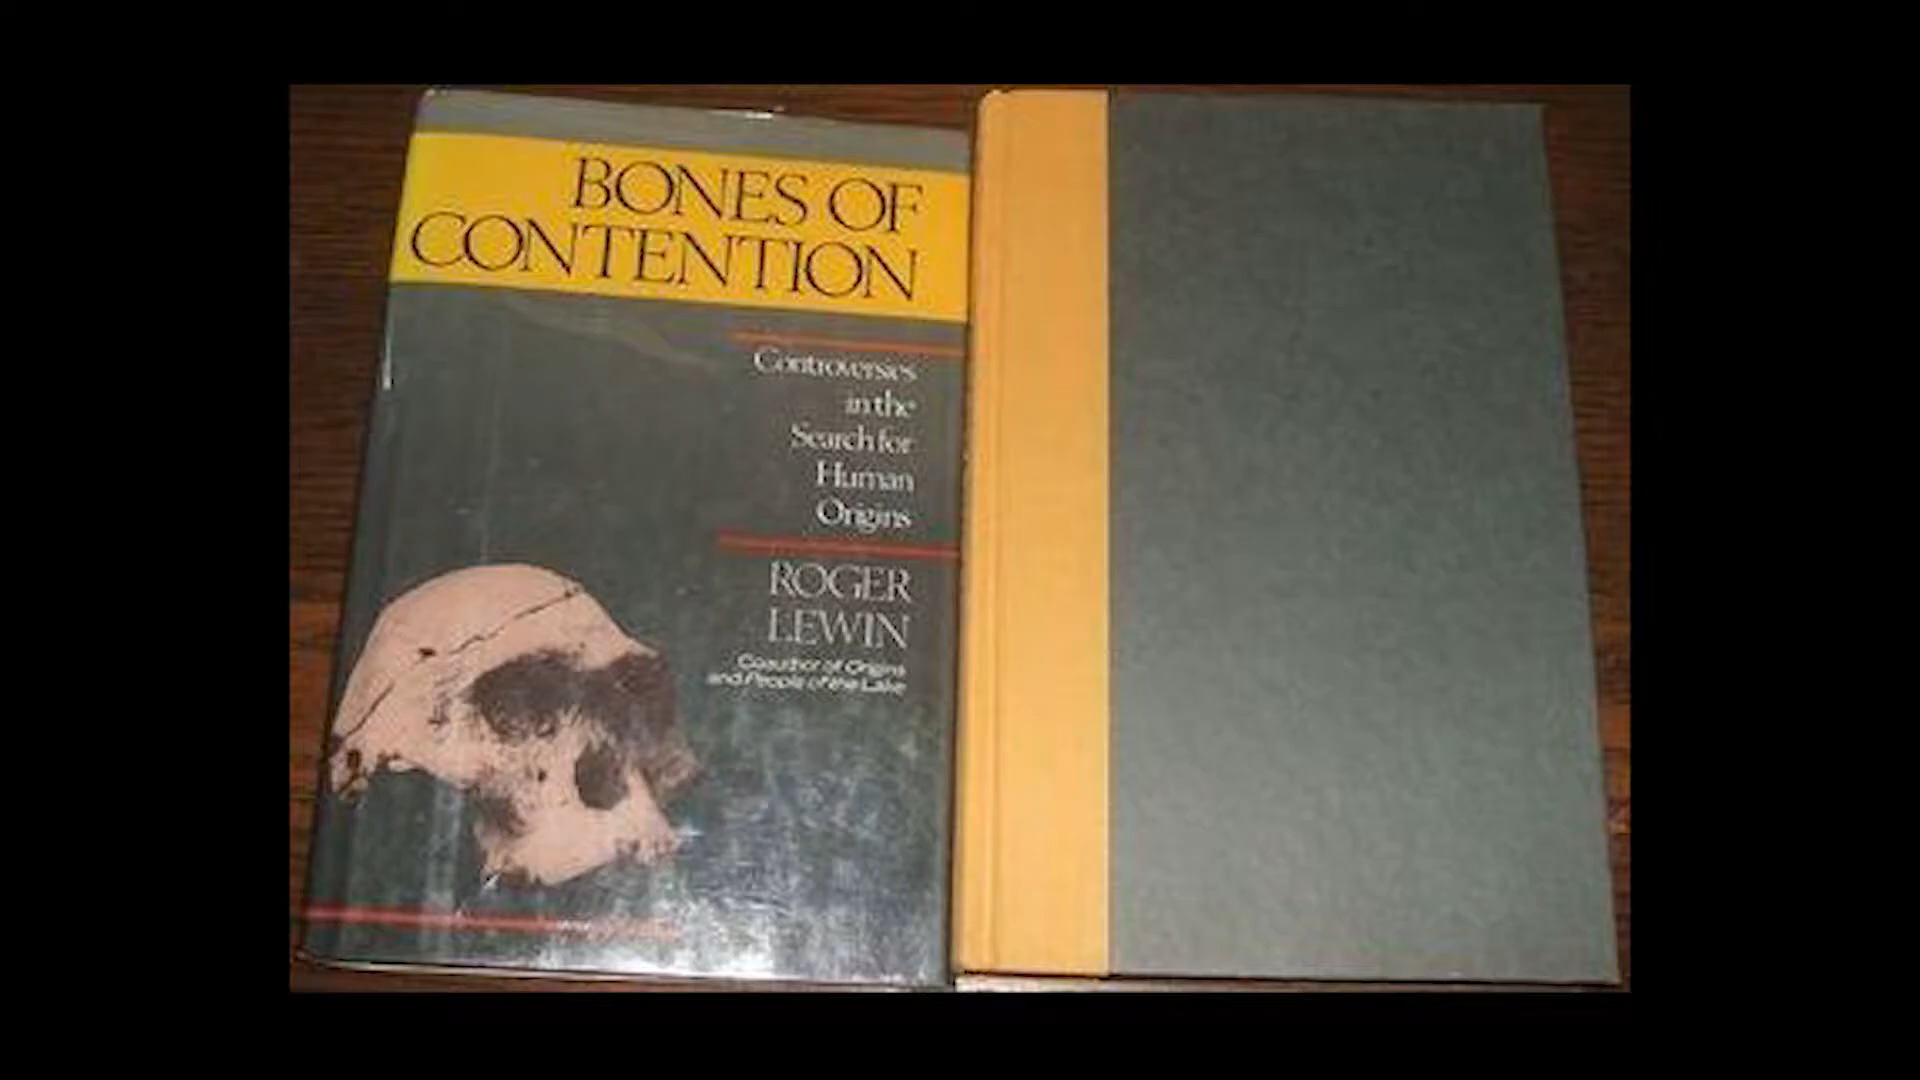 BONES OF
CONTENTION
Controversies
in the
Search for
Human
Origins
ROGER
LEWIN
Coauthor of Origins
and People of the Lake